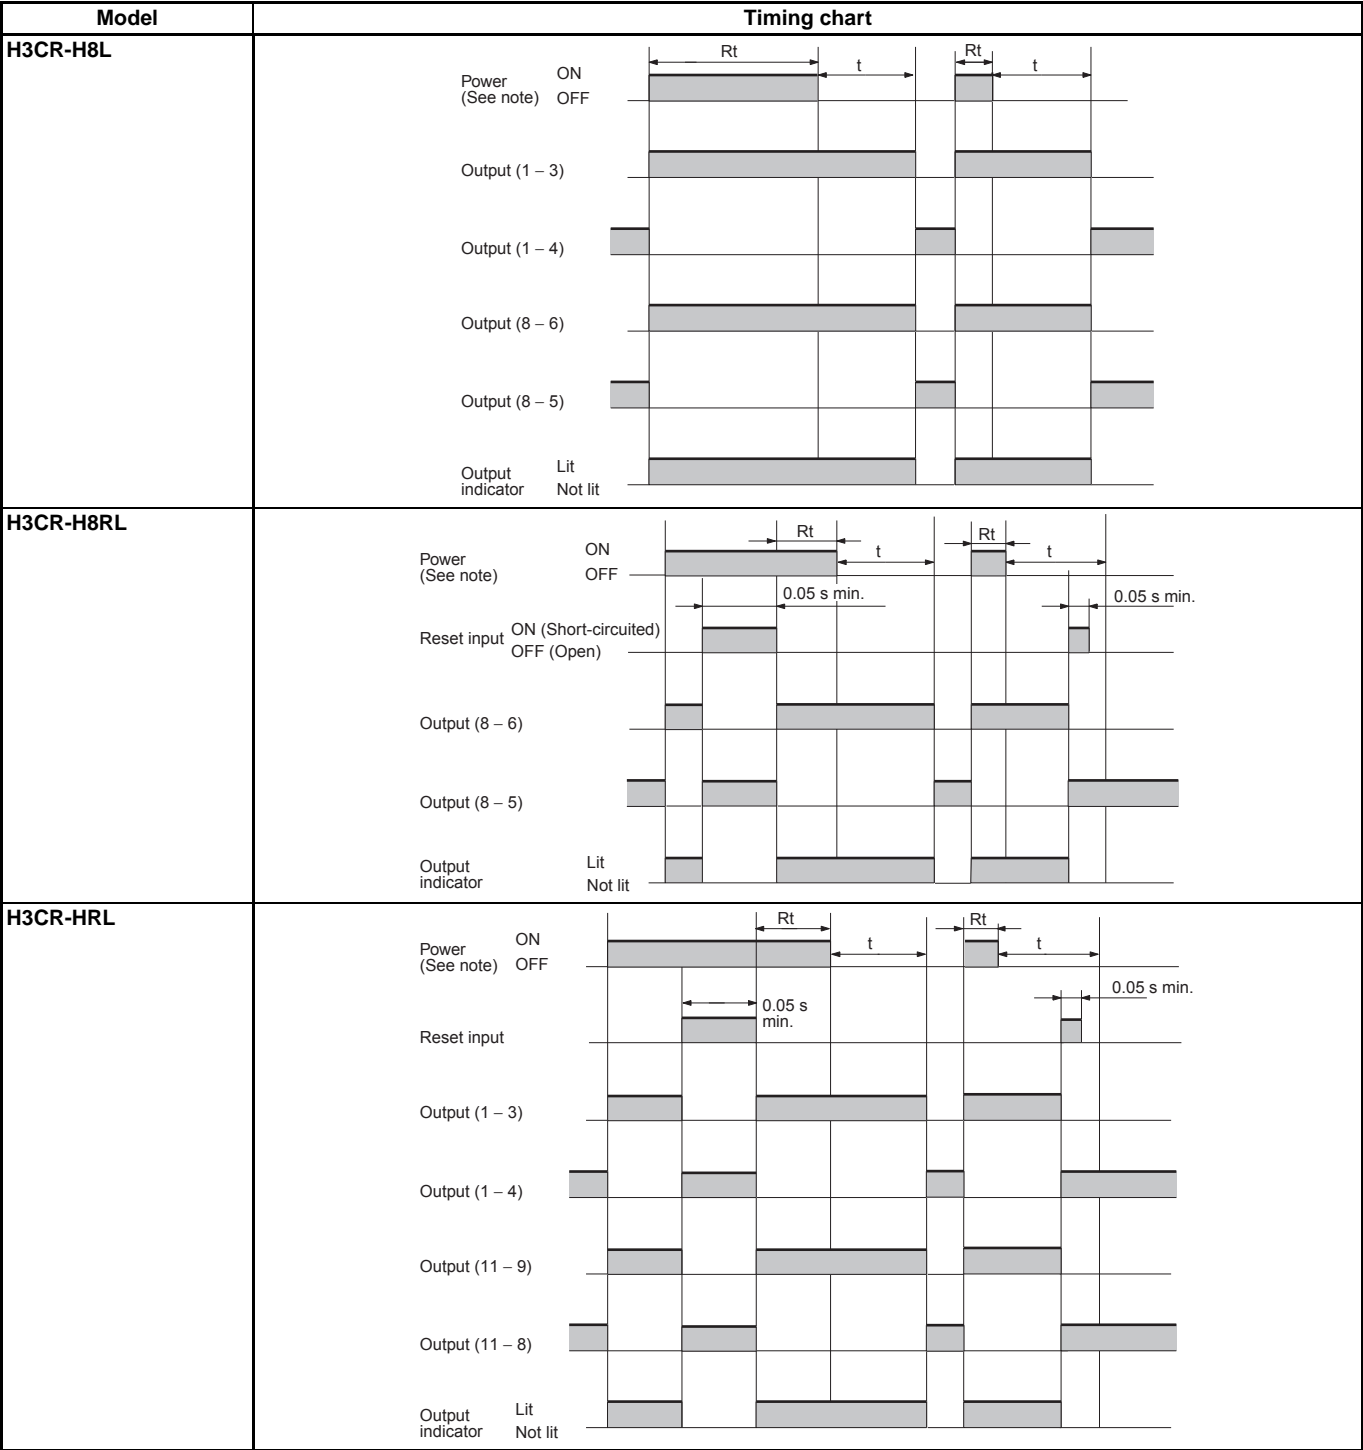 Model Timing chart
H3CR-H8L
Rt t Rt t
Power
(See note)
ON
OFF
Output (1 – 3)
Output (1 – 4)
Output (8 – 6)
Output (8 – 5)
Output
indicator
Lit
Not lit
H3CR-H8RL
Rt t Rt t
Power
(See note)
ON
OFF
0.05 s min. 0.05 s min.
Reset input
ON (Short-circuited)
OFF (Open)
Output (8 – 6)
Output (8 – 5)
Output
indicator
Lit
Not lit
H3CR-HRL
Rt t Rt t
Power
(See note)
ON
OFF
0.05 s
min.
0.05 s min.
Reset input
Output (1 – 3)
Output (1 – 4)
Output (11 – 9)
Output (11 – 8)
Output
indicator
Lit
Not lit